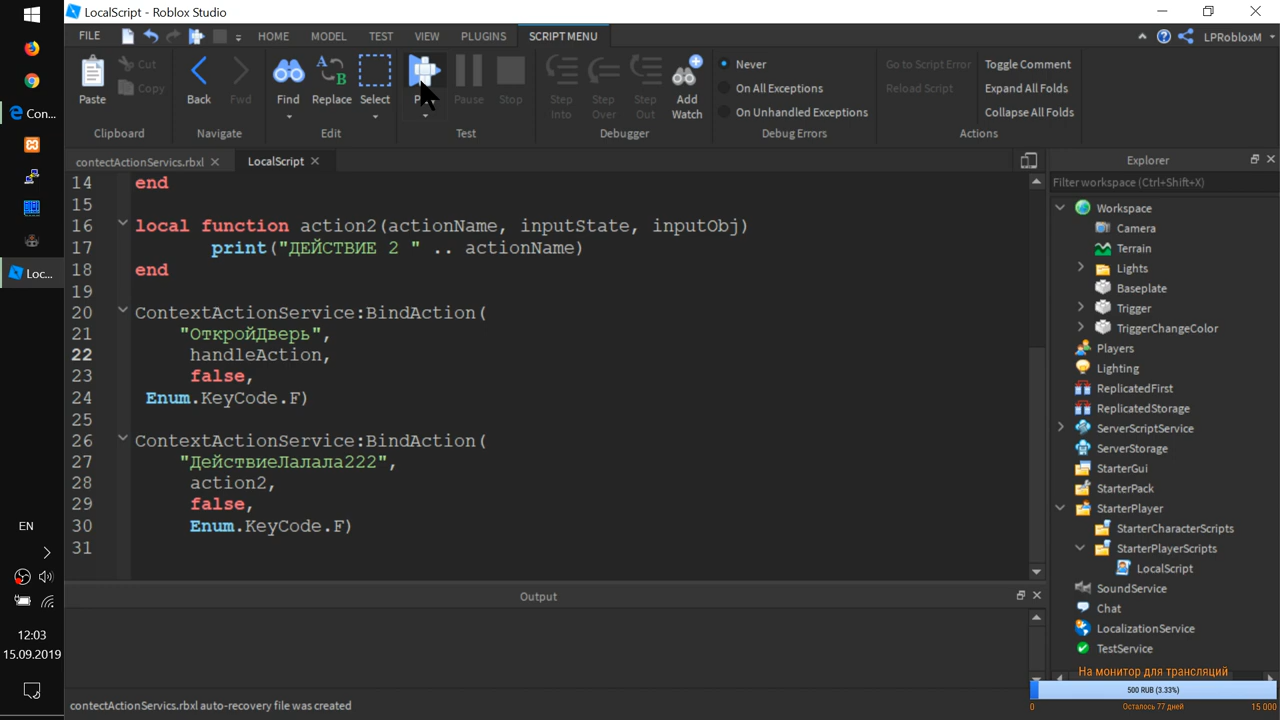 LocalScript - Roblox Studio
FILE
HOME
MODEL
TEST
VIEW
PLUGINS
SCRIPT MENU
LPRobloxM
Paste
Cut
Copy
Clipboard
Back
Fwd
Navigate
Find
Replace
Select
Edit
Pause
Stop
Test
Step Into
Step Over
Step Out
Add Watch
Debugger
Never
On All Exceptions
On Unhandled Exceptions
Debug Errors
Go to Script Error
Reload Script
Toggle Comment
Expand All Folds
Collapse All Folds
Actions
contectActionServics.rbxl
LocalScript
14 end
15
16 local function action2(actionName, inputState, inputObj)
17 print("ДЕЙСТВИЕ 2 " .. actionName)
18 end
19
20 ContextActionService:BindAction(
21 "ОткройДверь",
22 handleAction,
23 false,
24 Enum.KeyCode.F)
25
26 ContextActionService:BindAction(
27 "ДействиеЛалала222",
28 action2,
29 false,
30 Enum.KeyCode.F)
31
Output
contectActionServics.rbxl auto-recovery file was created
Explorer
Filter workspace (Ctrl+Shift+X)
Workspace
Camera
Terrain
Lights
Baseplate
Trigger
TriggerChangeColor
Players
Lighting
ReplicatedFirst
ReplicatedStorage
ServerScriptService
ServerStorage
StarterGui
StarterPack
StarterPlayer
StarterCharacterScripts
StarterPlayerScripts
LocalScript
SoundService
Chat
LocalizationService
TestService
На монитор для трансляций
500 RUB (3.33%)
0
Осталось 77 дней
15 000
Con...
Loc...
EN
12:03
15.09.2019